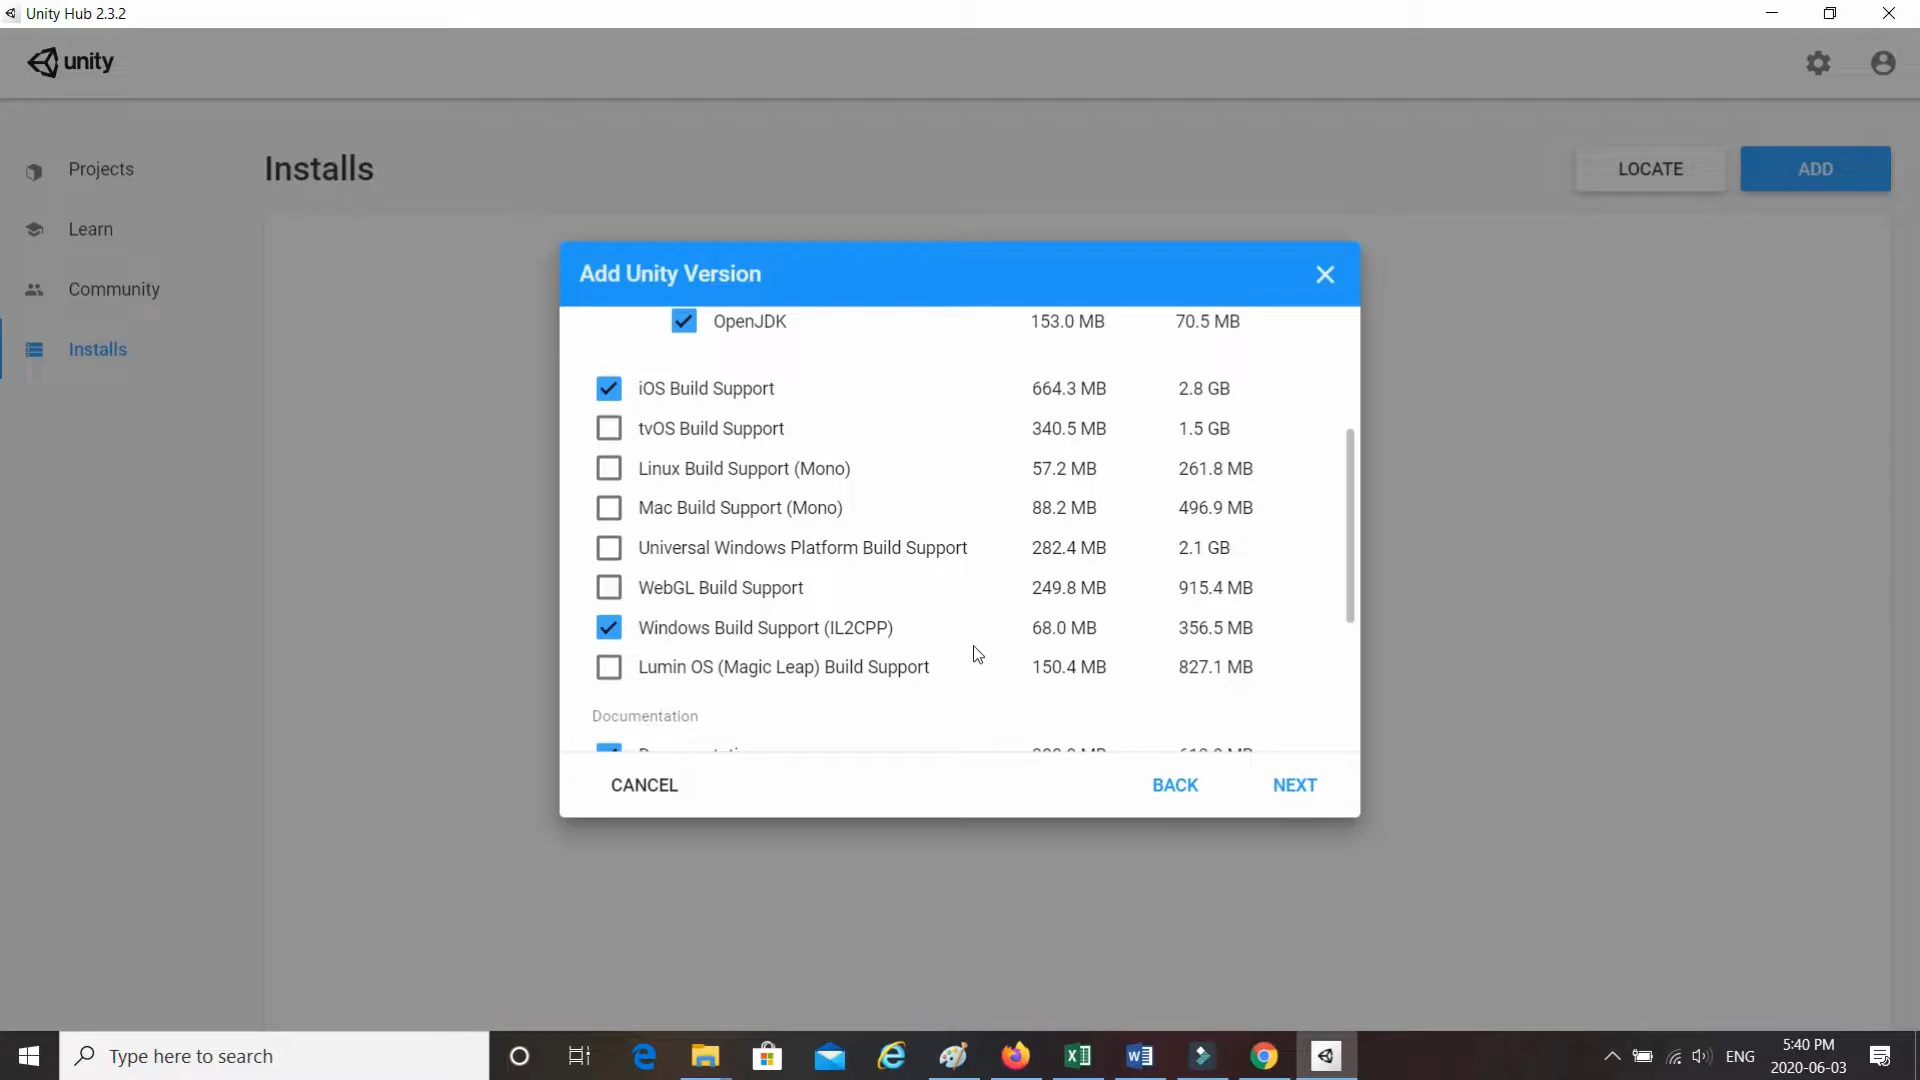 Unity Hub 2.3.2
unity
Projects
Learn
Community
Installs
Installs
LOCATE
ADD
Add Unity Version
OpenJDK 153.0 MB 70.5 MB
iOS Build Support 664.3 MB 2.8 GB
tvOS Build Support 340.5 MB 1.5 GB
Linux Build Support (Mono) 57.2 MB 261.8 MB
Mac Build Support (Mono) 88.2 MB 496.9 MB
Universal Windows Platform Build Support 282.4 MB 2.1 GB
WebGL Build Support 249.8 MB 915.4 MB
Windows Build Support (IL2CPP) 68.0 MB 356.5 MB
Lumin OS (Magic Leap) Build Support 150.4 MB 827.1 MB
Documentation
CANCEL
BACK
NEXT
Type here to search
ENG
5:40 PM
2020-06-03